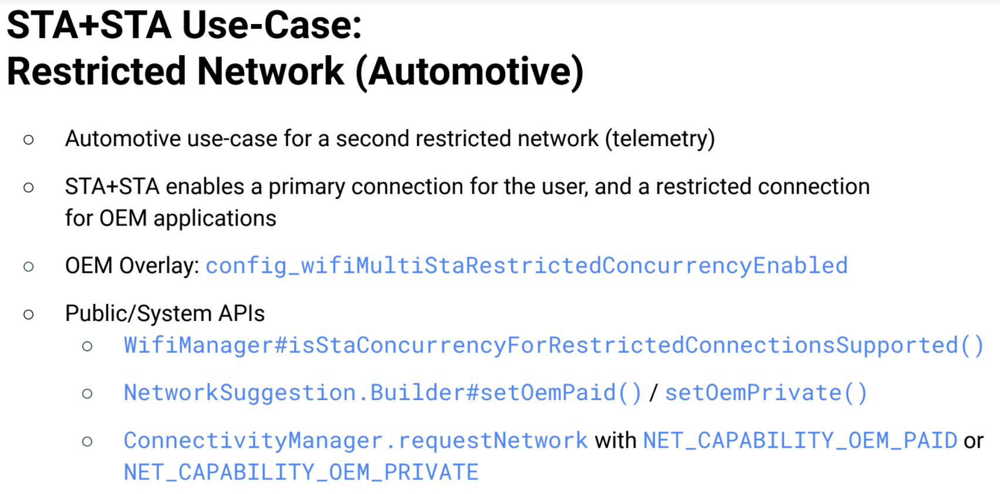 STA+STA Use-Case:
Restricted Network (Automotive)
Automotive use-case for a second restricted network (telemetry)
STA+STA enables a primary connection for the user, and a restricted connection
for OEM applications
OEM Overlay: config_wifiMultiStaRestrictedConcurrencyEnabled
Public/System APIs
WifiManager#isStaConcurrencyForRestrictedConnectionsSupported()
NetworkSuggestion.Builder#setOemPaid() / setOemPrivate()
ConnectivityManager.requestNetwork with NET_CAPABILITY_OEM_PAID or
NET_CAPABILITY_OEM_PRIVATE